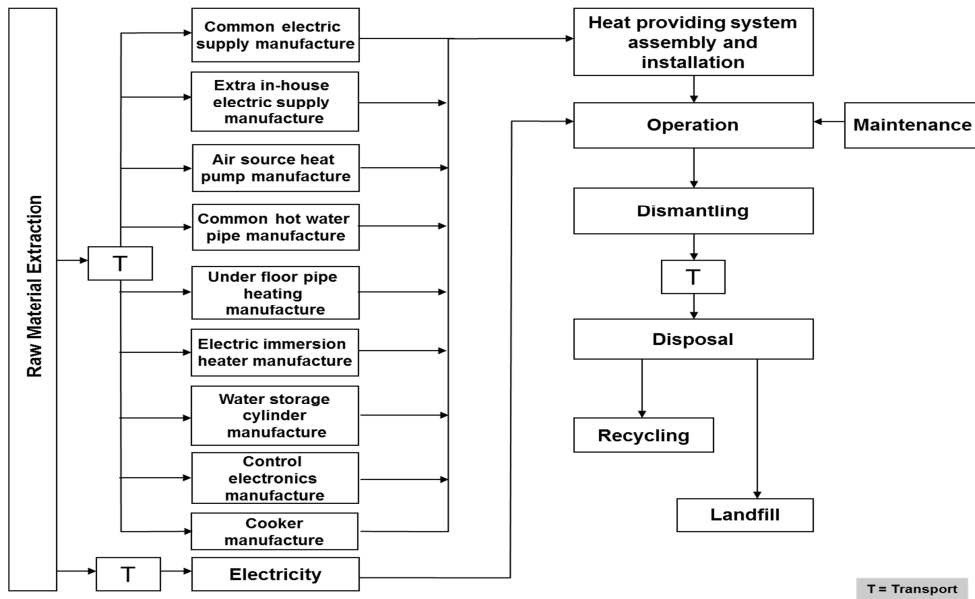 Raw Material Extraction
T
T
Common electric
supply manufacture
Extra in-house
electric supply
manufacture
Air source heat
pump manufacture
Common hot water
pipe manufacture
Under floor pipe
heating
manufacture
Electric immersion
heater manufacture
Water storage
cylinder
manufacture
Control
electronics
manufacture
Cooker
manufacture
Electricity
Heat providing system
assembly and
installation
Operation
Maintenance
Dismantling
T
Disposal
Recycling
Landfill
T = Transport